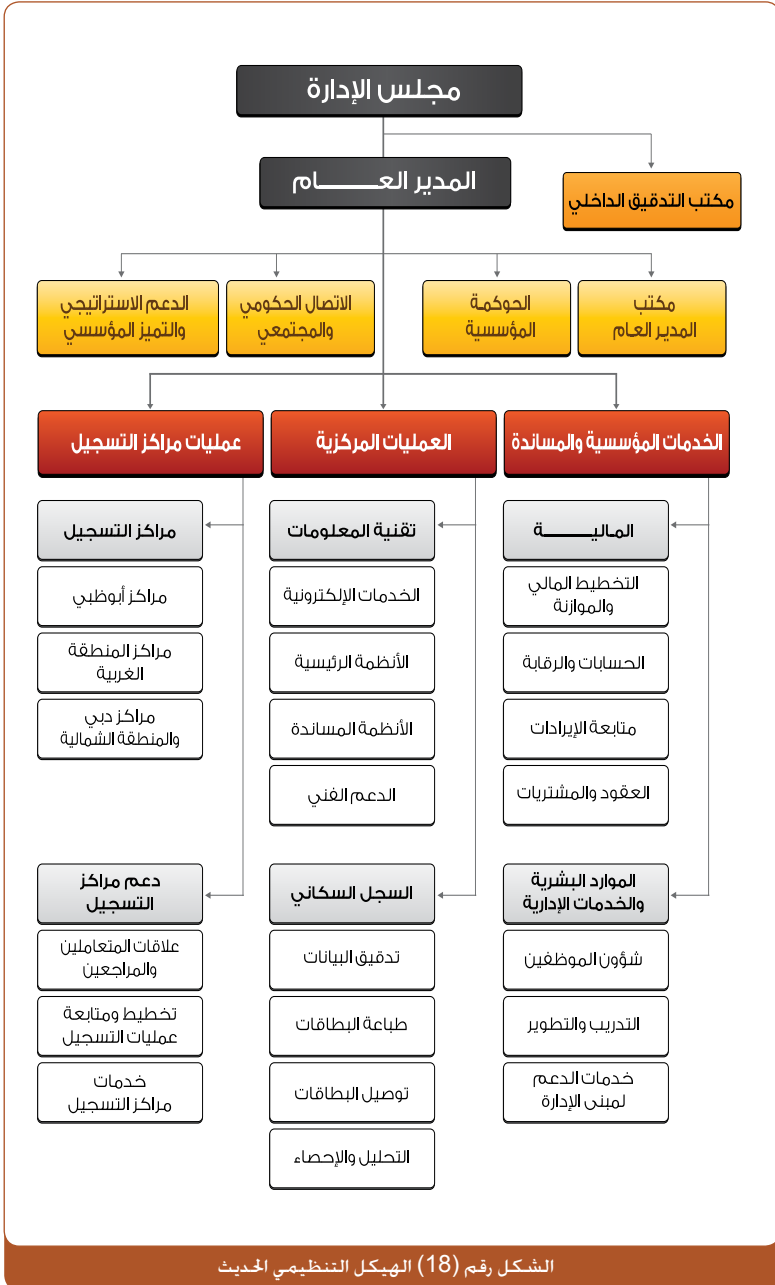 مجلس الإدارة
المدير العـــــــام
مكتب التدقيق الداخلي
مكتب
المدير العام
الحوكمة
المؤسسية
الاتصال الحكومي
والمجتمعي
الدعم الاستراتيجي
والتميز المؤسسي
الخدمات المؤسسية والمساندة
العمليات المركزية
عمليات مراكز التسجيل
الماليـــــــة
التخطيط المالي
والموازنة
الحسابات والرقابة
متابعة الإيرادات
العقود والمشتريات
الموارد البشرية
والخدمات الإدارية
شؤون الموظفين
التدريب والتطوير
خدمات الدعم
لمبنى الإدارة
تقنية المعلومات
الخدمات الإلكترونية
الأنظمة الرئيسية
الأنظمة المساندة
الدعم الفني
السجل السكاني
تدقيق البيانات
طباعة البطاقات
توصيل البطاقات
التحليل والإحصاء
مراكز التسجيل
مراكز أبوظبي
مراكز المنطقة
الغربية
مراكز دبي
والمنطقة الشمالية
دعم مراكز
التسجيل
علاقات المتعاملين
والمراجعين
تخطيط ومتابعة
عمليات التسجيل
خدمات
مراكز التسجيل
الشكل رقم (18) الهيكل التنظيمي الحديث